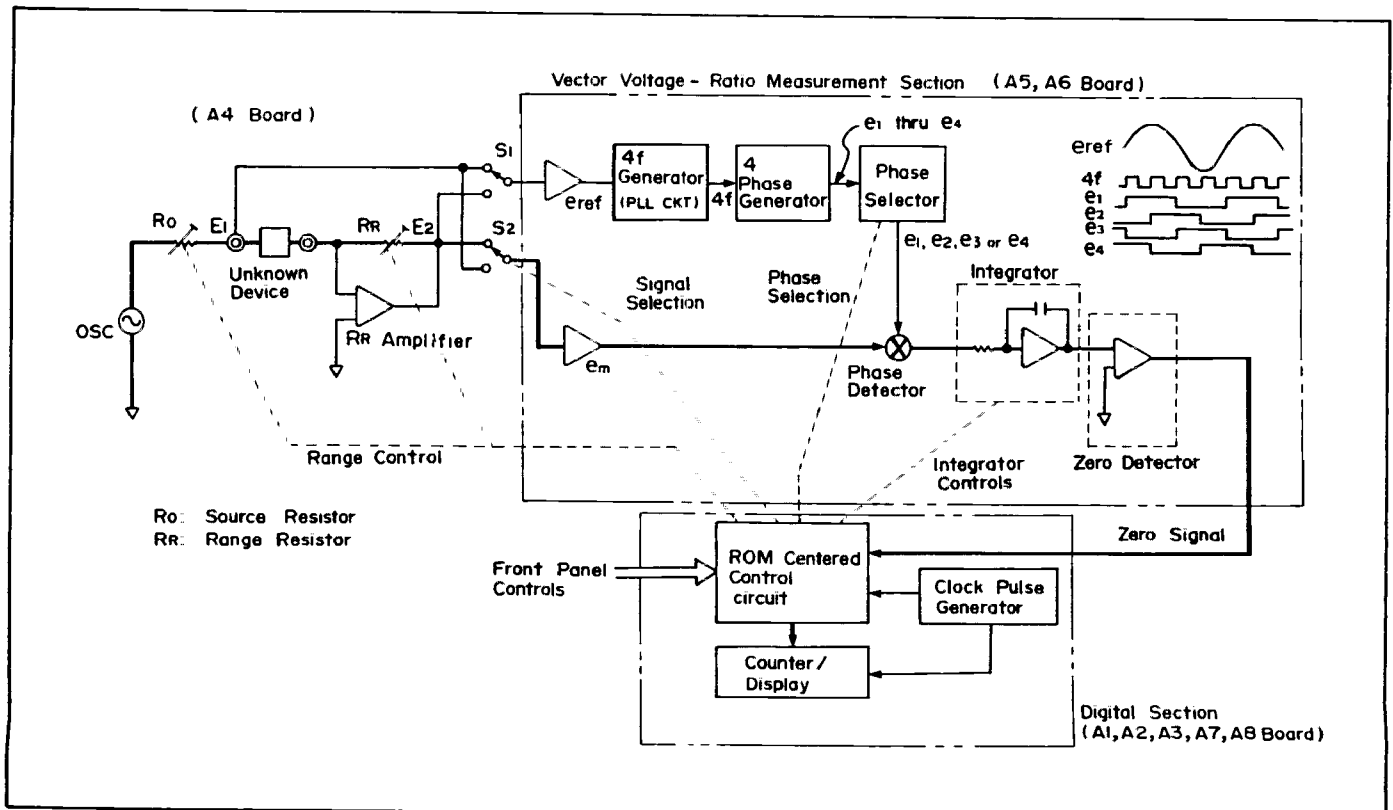 Vector Voltage - Ratio Measurement Section (A5, A6 Board)
(A4 Board)
e1 thru e4
S1
4f
Generator
(PLL CKT)
4
Phase
Generator
Phase
Selector
eref
4f
eref
4f
e1
e2
e3
e4
Ro
E1
RR
E2
S2
e1, e2, e3 or e4
Unknown
Device
Signal
Selection
Phase
Selection
Integrator
OSC
RR Amplifier
em
Phase
Detector
Range Control
Integrator
Controls
Zero Detector
Ro: Source Resistor
RR: Range Resistor
Zero Signal
Front Panel
Controls
ROM Centered
Control
circuit
Clock Pulse
Generator
Counter/
Display
Digital Section
(A1, A2, A3, A7, A8 Board)